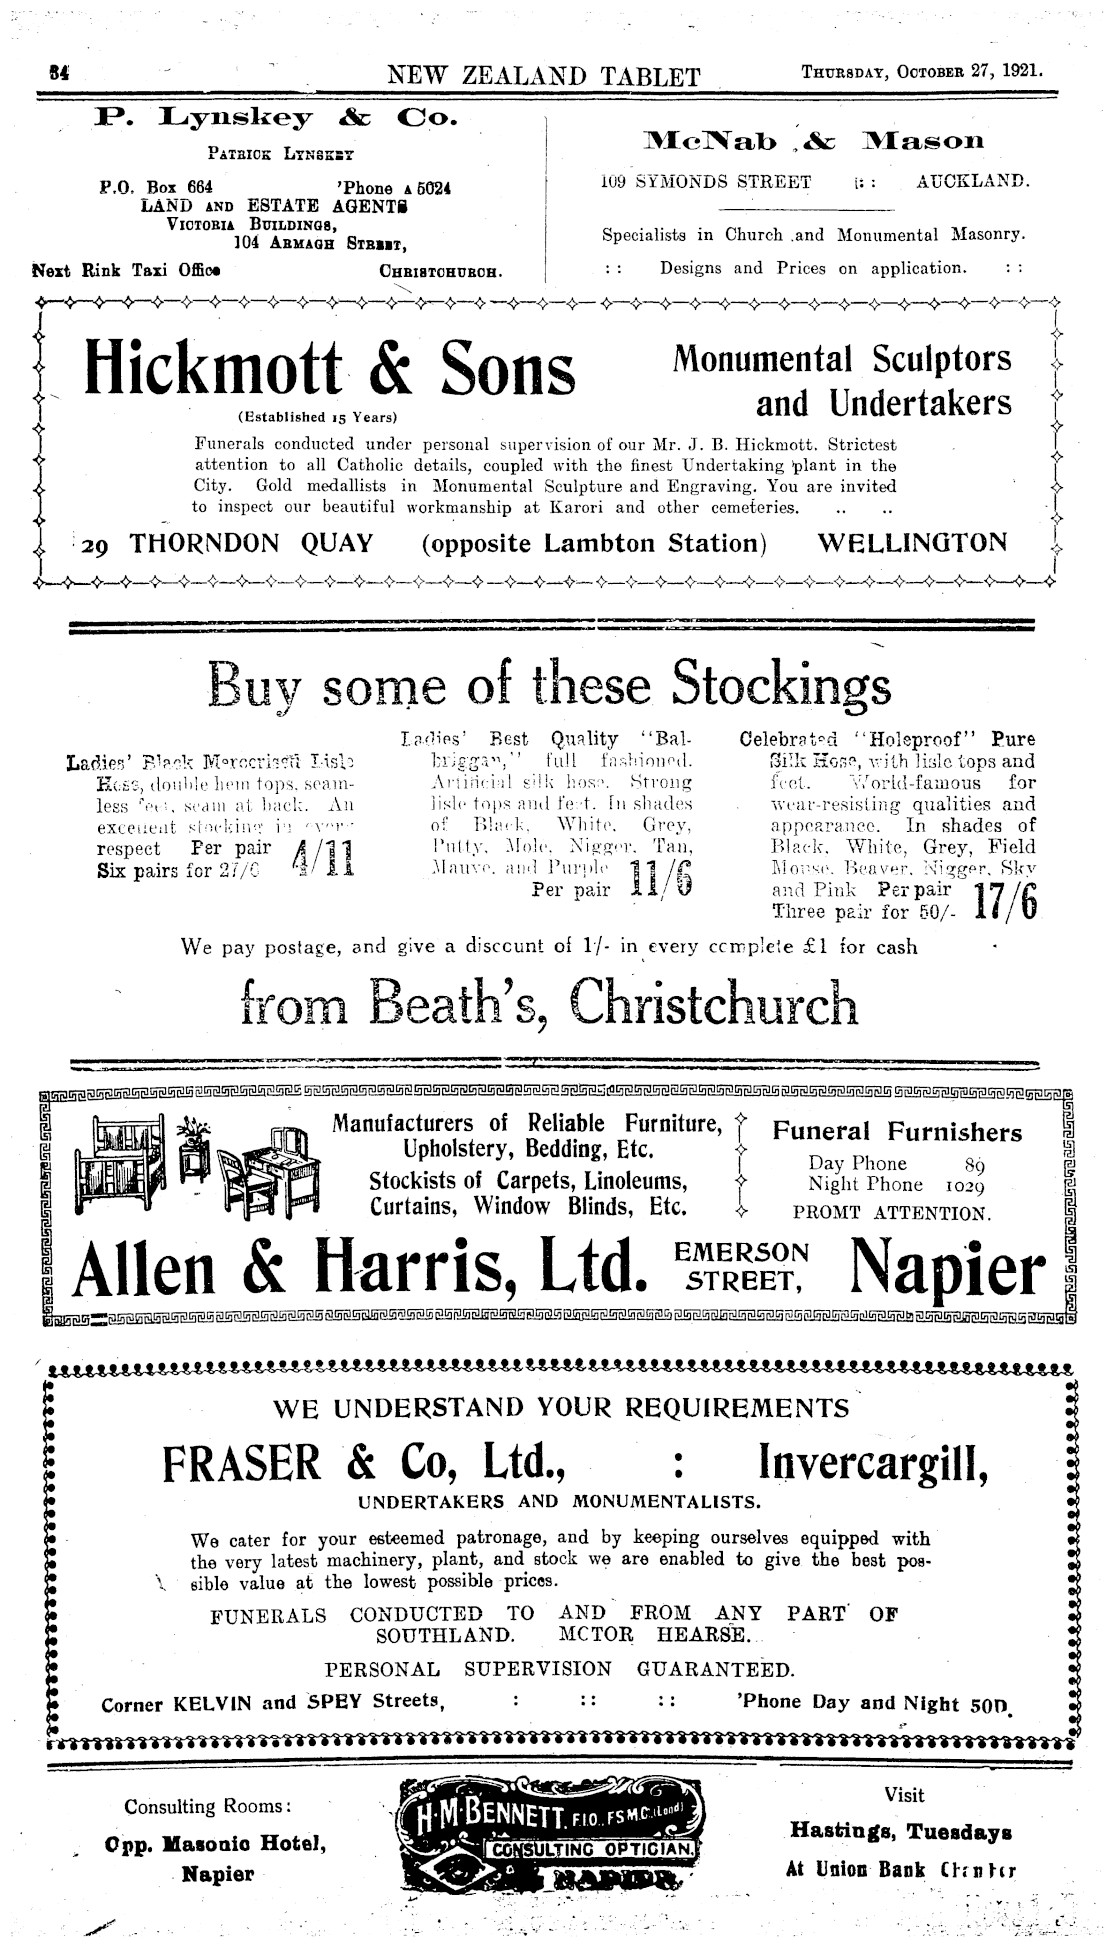 34
NEW ZEALAND TABLET
THURSDAY, OCTOBER 27, 1921.
P. Lynskey & Co.
PATRICK LYNSKEY
P.O. Box 664 'Phone A 5024
LAND AND ESTATE AGENTS
VICTORIA BUILDINGS,
104 ARMAGH STREET,
Next Rink Taxi Office CHRISTCHURCH.
McNab & Mason
109 SYMONDS STREET :: AUCKLAND.
Specialists in Church and Monumental Masonry.
:: Designs and Prices on application. ::
Hickmott & Sons
(Established 15 Years)
Monumental Sculptors
and Undertakers
Funerals conducted under personal supervision of our Mr. J. B. Hickmott. Strictest
attention to all Catholic details, coupled with the finest Undertaking plant in the
City. Gold medallists in Monumental Sculpture and Engraving. You are invited
to inspect our beautiful workmanship at Karori and other cemeteries. .. ..
29 THORNDON QUAY (opposite Lambton Station) WELLINGTON
Buy some of these Stockings
Ladies' Black Mercerised Lisle
Hose, double hem tops, seam-
less feet, seam at back. An
excellent stocking in every
respect Per pair 4/11
Six pairs for 27/6
Ladies' Best Quality "Bal-
briggan," full fashioned.
Artificial silk hose. Strong
lisle tops and feet. In shades
of Black, White, Grey,
Putty, Mole, Nigger, Tan,
Mauve, and Purple
Per pair 11/6
Celebrated "Holeproof" Pure
Silk Hose, with lisle tops and
feet. World-famous for
wear-resisting qualities and
appearance. In shades of
Black, White, Grey, Field
Mouse, Beaver, Nigger, Sky
and Pink Per pair 17/6
Three pair for 50/-
We pay postage, and give a discount of 1/- in every complete £1 for cash
from Beath's, Christchurch
Manufacturers of Reliable Furniture,
Upholstery, Bedding, Etc.
Stockists of Carpets, Linoleums,
Curtains, Window Blinds, Etc.
Funeral Furnishers
Day Phone 89
Night Phone 1029
PROMT ATTENTION.
Allen & Harris, Ltd. EMERSON STREET, Napier
WE UNDERSTAND YOUR REQUIREMENTS
FRASER & Co, Ltd., : Invercargill,
UNDERTAKERS AND MONUMENTALISTS.
We cater for your esteemed patronage, and by keeping ourselves equipped with
the very latest machinery, plant, and stock we are enabled to give the best pos-
sible value at the lowest possible prices.
FUNERALS CONDUCTED TO AND FROM ANY PART OF
SOUTHLAND. MOTOR HEARSE.
PERSONAL SUPERVISION GUARANTEED.
Corner KELVIN and SPEY Streets, : :: :: 'Phone Day and Night 50D.
Consulting Rooms:
Opp. Masonic Hotel,
Napier
H.M. BENNETT, F.I.O., F.S.M.C. (Lond)
CONSULTING OPTICIAN.
NAPIER.
Visit
Hastings, Tuesdays
At Union Bank